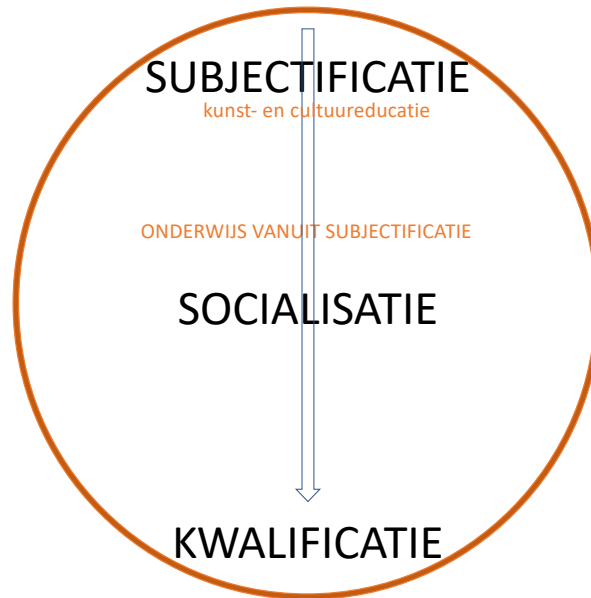 SUBJECTIFICATIE
kunst- en cultuureducatie
ONDERWIJS VANUIT SUBJECTIFICATIE
SOCIALISATIE
KWALIFICATIE